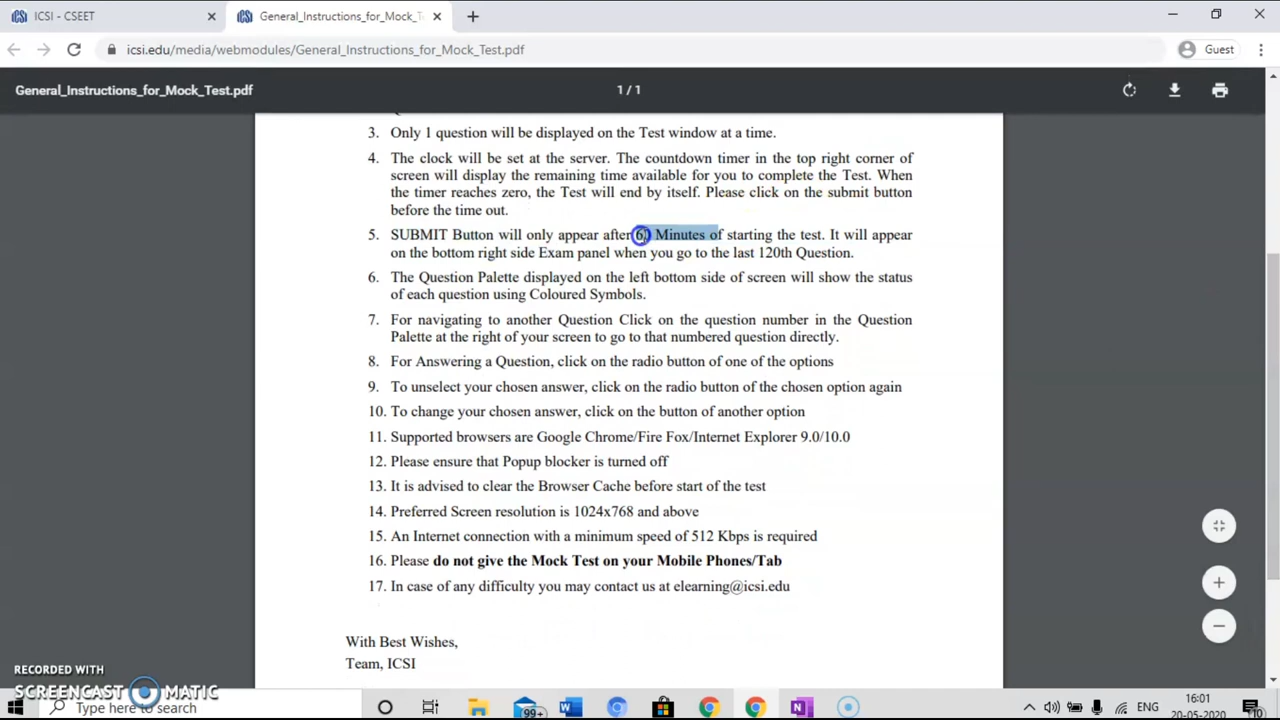 ICSI - CSEET
General_Instructions_for_Mock_T
icsi.edu/media/webmodules/General_Instructions_for_Mock_Test.pdf
Guest
General_Instructions_for_Mock_Test.pdf
1 / 1
3. Only 1 question will be displayed on the Test window at a time.
4. The clock will be set at the server. The countdown timer in the top right corner of
screen will display the remaining time available for you to complete the Test. When
the timer reaches zero, the Test will end by itself. Please click on the submit button
before the time out.
5. SUBMIT Button will only appear after Minutes of starting the test. It will appear
on the bottom right side Exam panel when you go to the last 120th Question.
6. The Question Palette displayed on the left bottom side of screen will show the status
of each question using Coloured Symbols.
7. For navigating to another Question Click on the question number in the Question
Palette at the right of your screen to go to that numbered question directly.
8. For Answering a Question, click on the radio button of one of the options
9. To unselect your chosen answer, click on the radio button of the chosen option again
10. To change your chosen answer, click on the button of another option
11. Supported browsers are Google Chrome/Fire Fox/Internet Explorer 9.0/10.0
12. Please ensure that Popup blocker is turned off
13. It is advised to clear the Browser Cache before start of the test
14. Preferred Screen resolution is 1024x768 and above
15. An Internet connection with a minimum speed of 512 Kbps is required
16. Please do not give the Mock Test on your Mobile Phones/Tab
17. In case of any difficulty you may contact us at elearning@icsi.edu
With Best Wishes,
Team, ICSI
RECORDED WITH
SCREENCAST MATIC
Type here to search
99+
ENG
16:01
20-05-2020
10